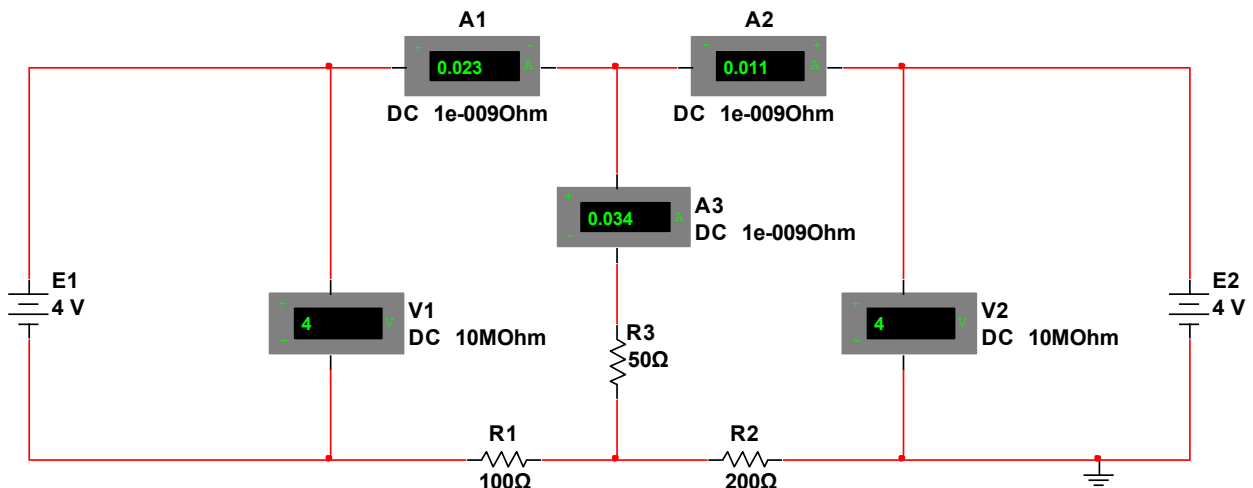 A1
A2
+ - 0.023 A
- + 0.011 A
DC 1e-009Ohm
DC 1e-009Ohm
+ - 0.034 A
A3
DC 1e-009Ohm
E1
4 V
+ - 4 V
V1
DC 10MOhm
R3
50Ω
+ - 4 V
V2
DC 10MOhm
E2
4 V
R1
100Ω
R2
200Ω